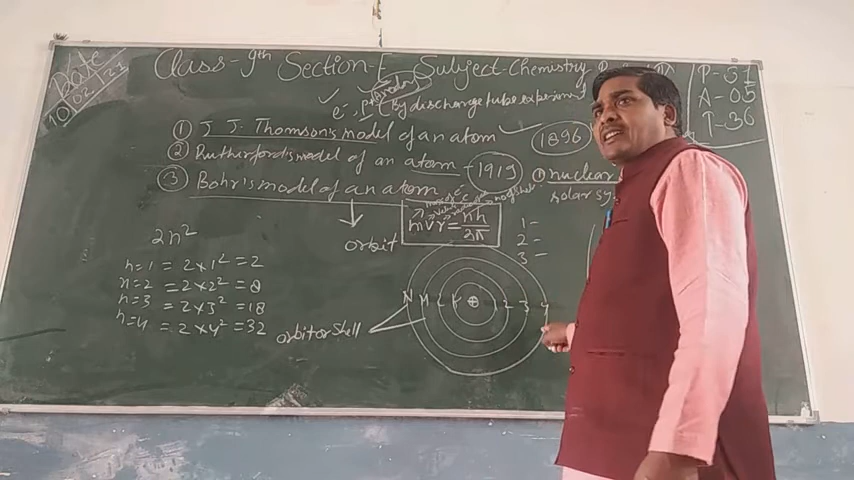 Date
10 02 21
Class-9th Section-E Subject-Chemistry
P-31
A-05
T-36
e⁻, p+ (By discharge tube experiment
① J. J. Thomson's model of an atom
1896
② Rutherford's model of an atom - 1919
① nuclear
solar sy
③ Bohr's model of an atom
mvr = nh/2π
orbit
1-
2-
3-
2n²
n=1 = 2×1² = 2
n=2 = 2×2² = 8
n=3 = 2×3² = 18
n=4 = 2×4² = 32
N M L K + 1 2 3 4
orbit or shell